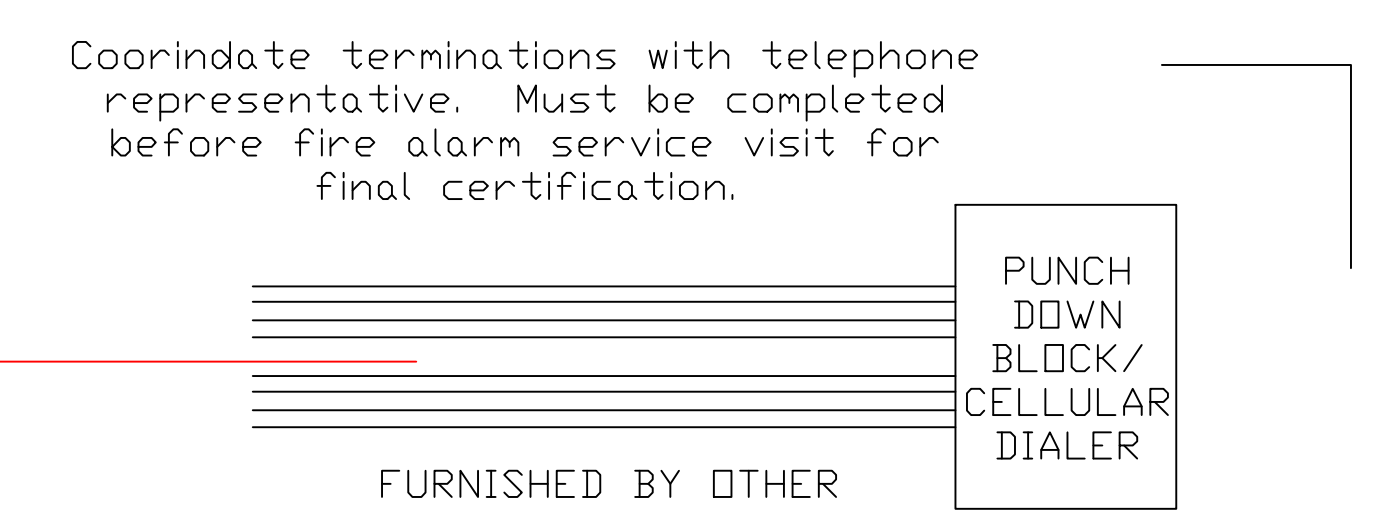 Coorindate terminations with telephone
representative. Must be completed
before fire alarm service visit for
final certification.
PUNCH
DOWN
BLOCK/
CELLULAR
DIALER
FURNISHED BY OTHER